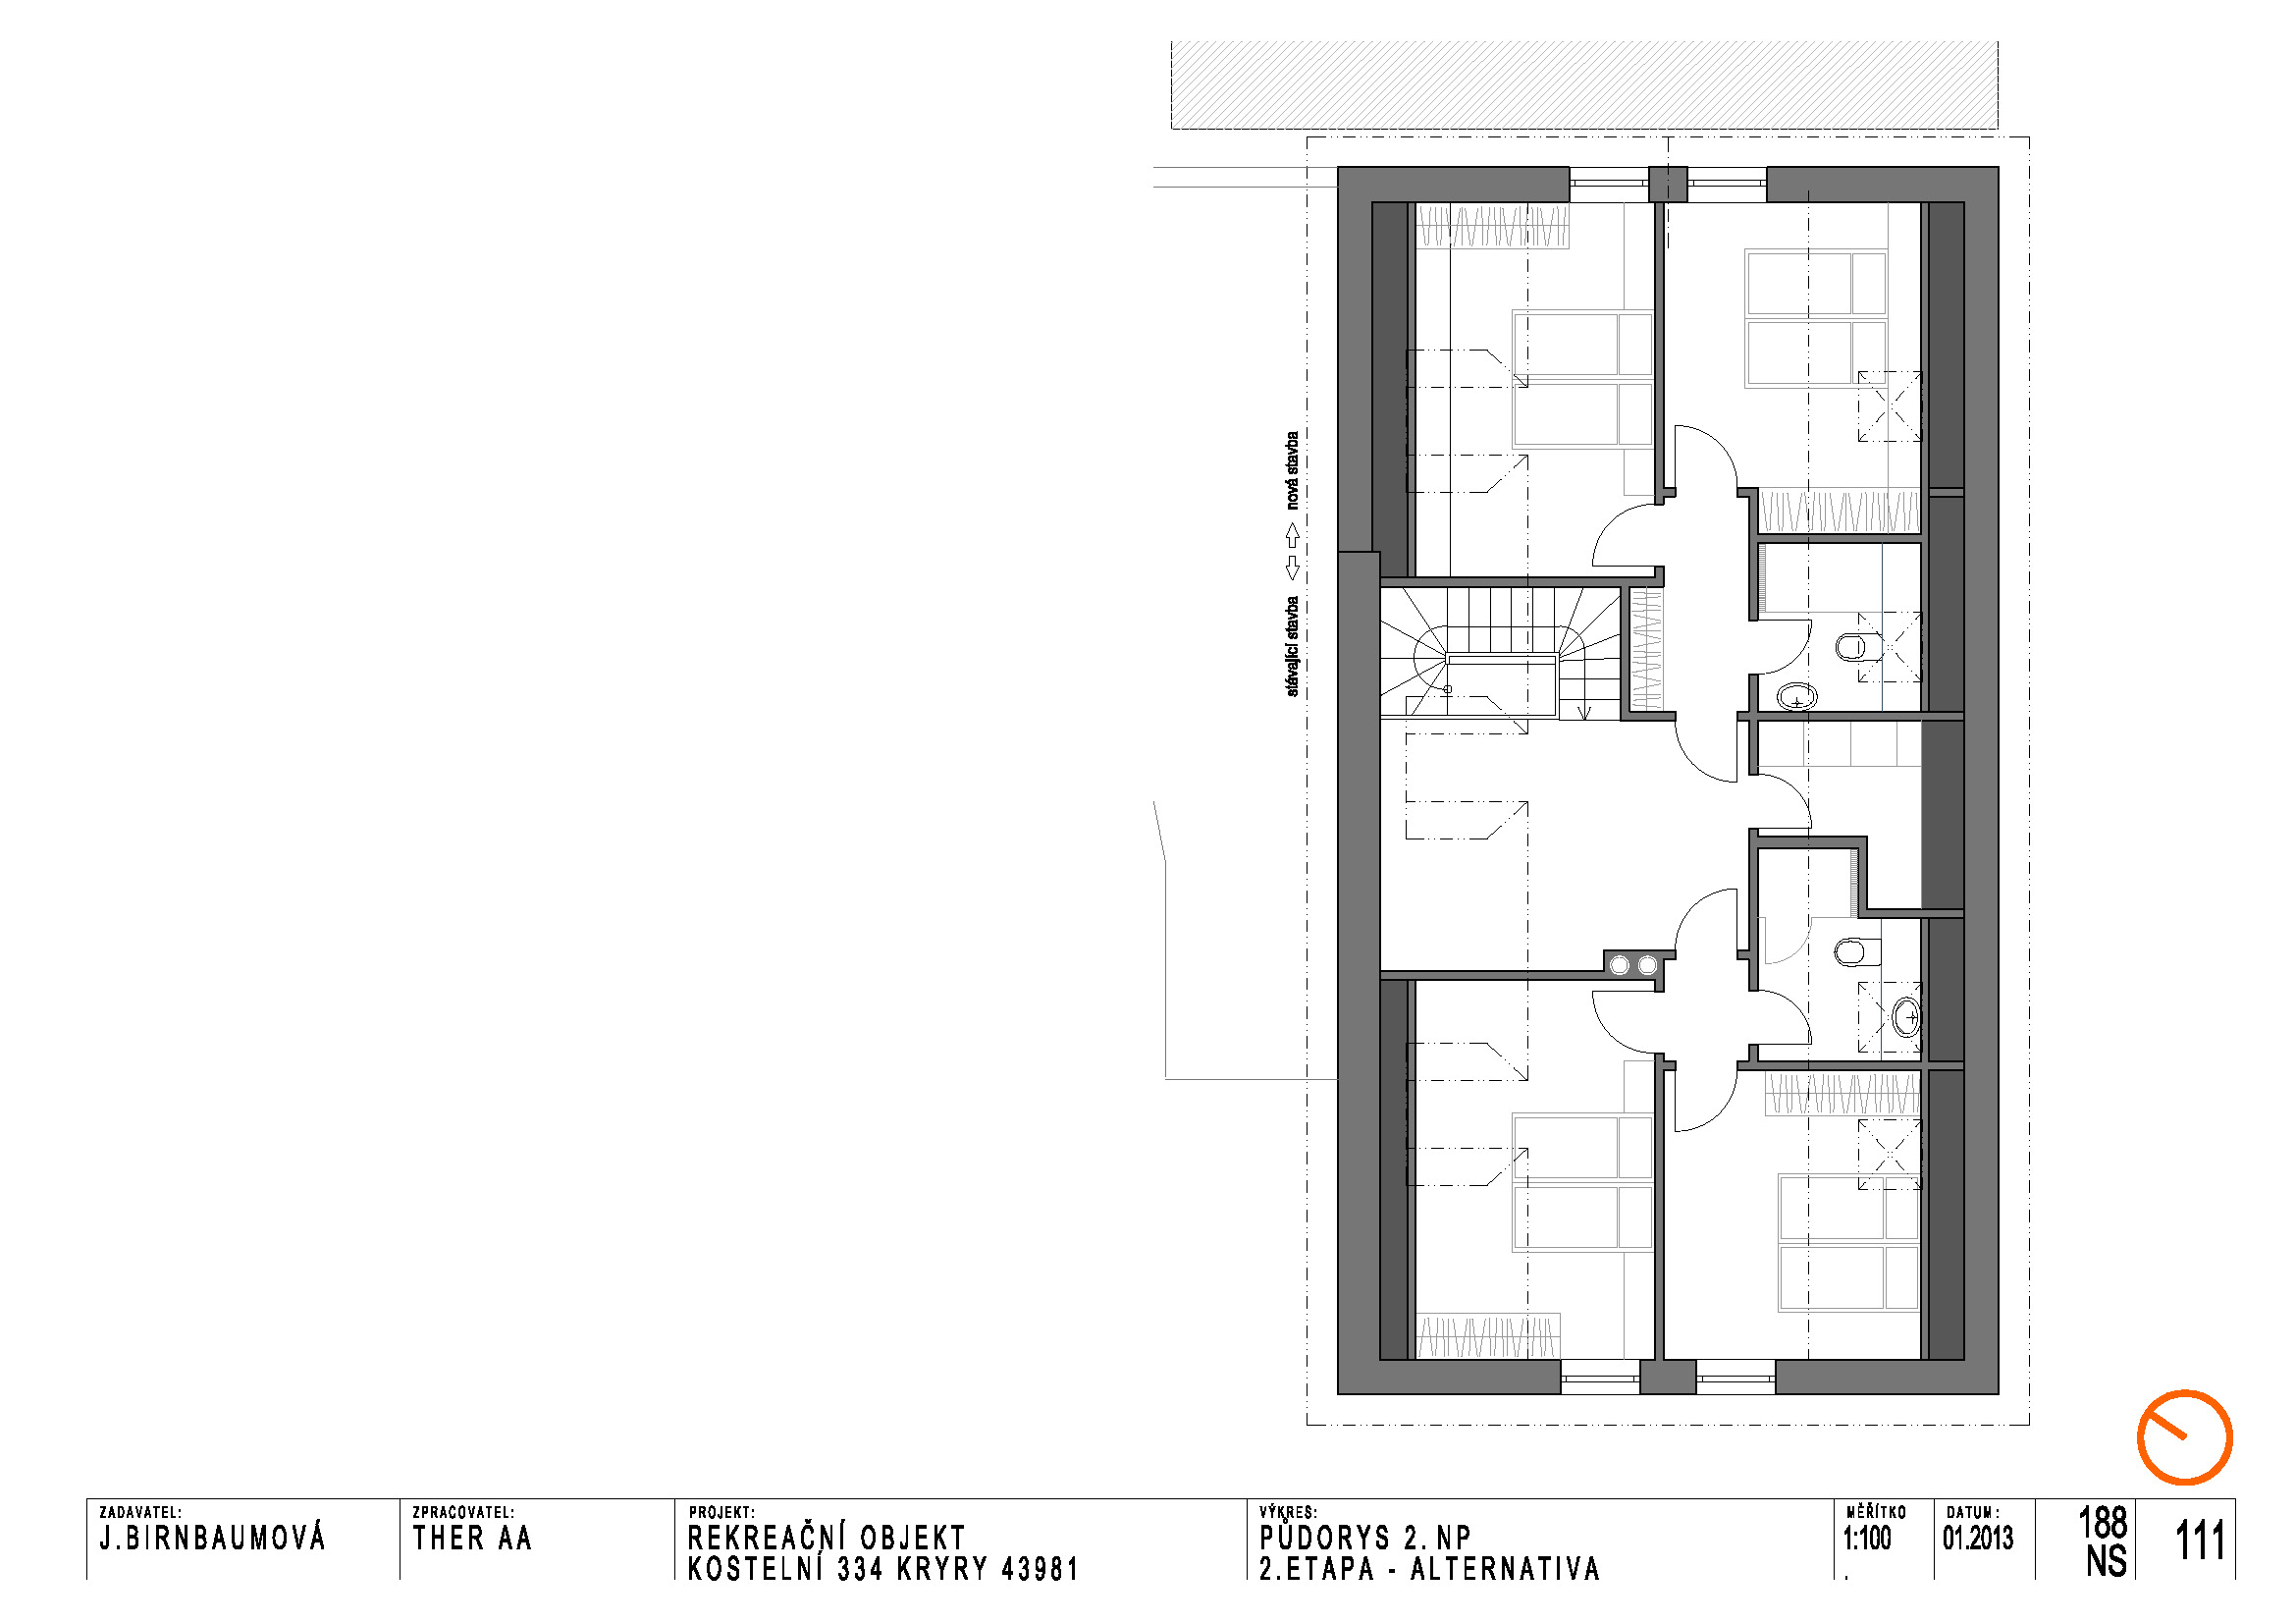 nová stavba
stávající stavba
ZADAVATEL:
J.BIRNBAUMOVÁ
ZPRACOVATEL:
THER AA
PROJEKT:
REKREAČNÍ OBJEKT
KOSTELNÍ 334 KRYRY 43981
VÝKRES:
PŮDORYS 2. NP
2.ETAPA - ALTERNATIVA
MĚŘÍTKO
1:100
DATUM:
01.2013
188
NS
111